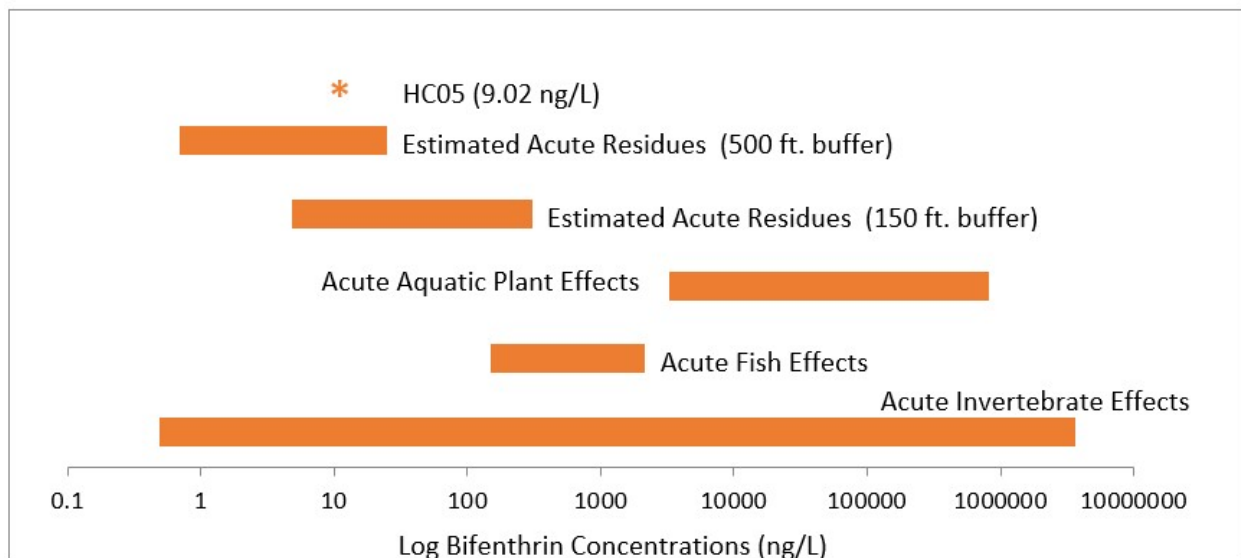 * HC05 (9.02 ng/L)
Estimated Acute Residues (500 ft. buffer)
Estimated Acute Residues (150 ft. buffer)
Acute Aquatic Plant Effects
Acute Fish Effects
Acute Invertebrate Effects
0.1 1 10 100 1000 10000 100000 1000000 10000000
Log Bifenthrin Concentrations (ng/L)